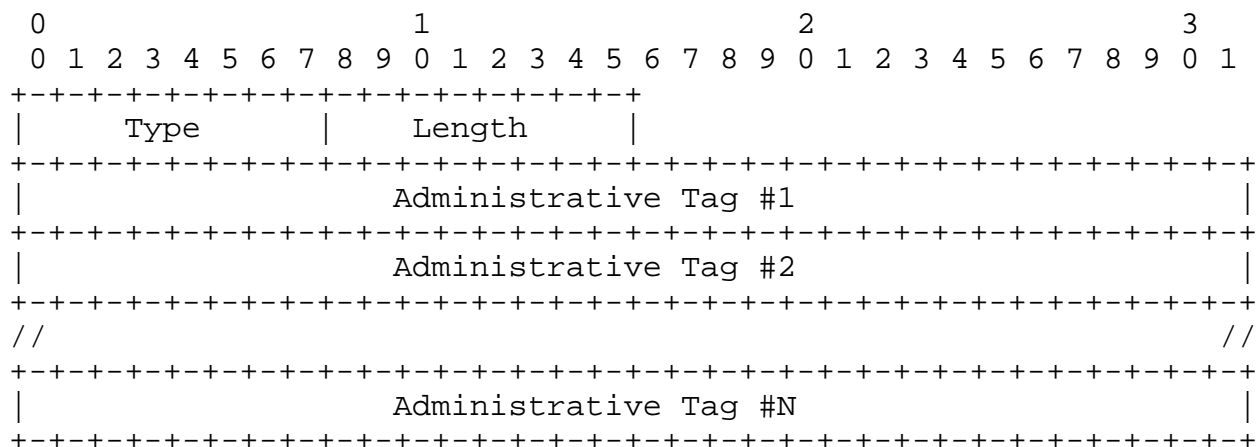 0                   1                   2                   3
 0 1 2 3 4 5 6 7 8 9 0 1 2 3 4 5 6 7 8 9 0 1 2 3 4 5 6 7 8 9 0 1
+-+-+-+-+-+-+-+-+-+-+-+-+-+-+-+-+
|     Type      |    Length     |
+-+-+-+-+-+-+-+-+-+-+-+-+-+-+-+-+-+-+-+-+-+-+-+-+-+-+-+-+-+-+-+-+
|                   Administrative Tag #1                       |
+-+-+-+-+-+-+-+-+-+-+-+-+-+-+-+-+-+-+-+-+-+-+-+-+-+-+-+-+-+-+-+-+
|                   Administrative Tag #2                       |
+-+-+-+-+-+-+-+-+-+-+-+-+-+-+-+-+-+-+-+-+-+-+-+-+-+-+-+-+-+-+-+-+
//                                                             //
+-+-+-+-+-+-+-+-+-+-+-+-+-+-+-+-+-+-+-+-+-+-+-+-+-+-+-+-+-+-+-+-+
|                   Administrative Tag #N                       |
+-+-+-+-+-+-+-+-+-+-+-+-+-+-+-+-+-+-+-+-+-+-+-+-+-+-+-+-+-+-+-+-+